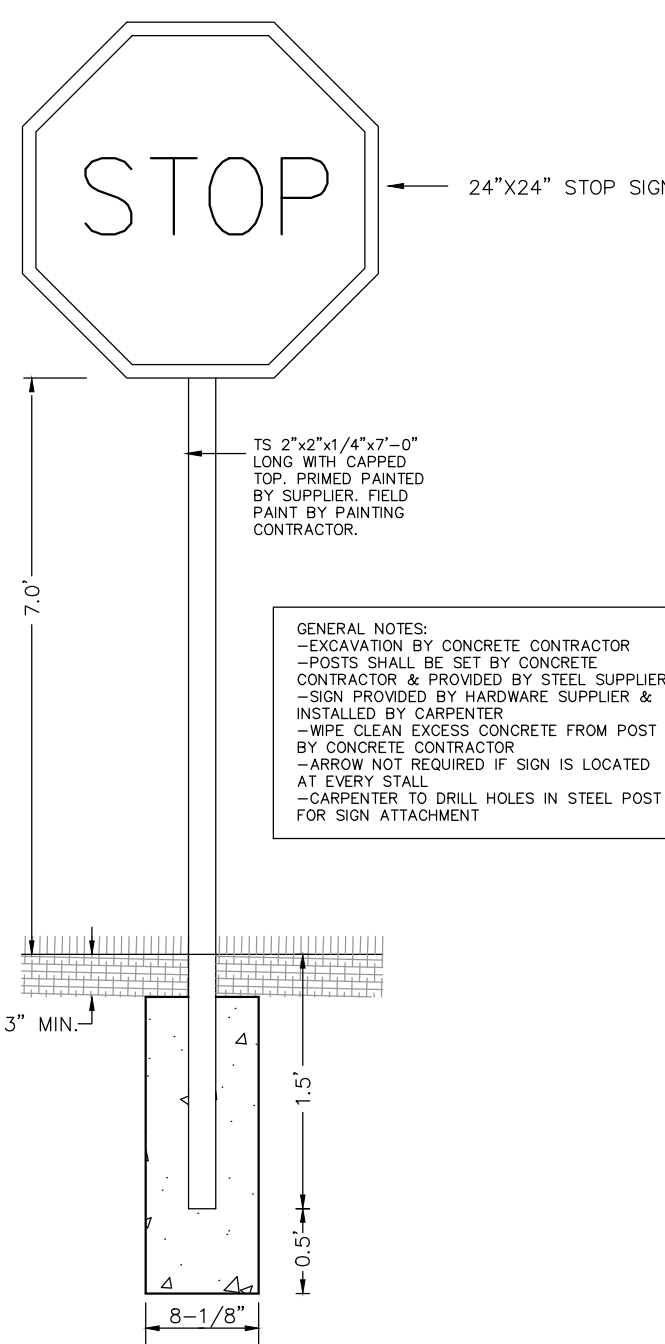 STOP
24"X24" STOP SIGN
TS 2"x2"x1/4"x7'-0"
LONG WITH CAPPED
TOP. PRIMED PAINTED
BY SUPPLIER. FIELD
PAINT BY PAINTING
CONTRACTOR.
7.0'
GENERAL NOTES:
-EXCAVATION BY CONCRETE CONTRACTOR
-POSTS SHALL BE SET BY CONCRETE
CONTRACTOR & PROVIDED BY STEEL SUPPLIER
-SIGN PROVIDED BY HARDWARE SUPPLIER &
INSTALLED BY CARPENTER
-WIPE CLEAN EXCESS CONCRETE FROM POST
BY CONCRETE CONTRACTOR
-ARROW NOT REQUIRED IF SIGN IS LOCATED
AT EVERY STALL
-CARPENTER TO DRILL HOLES IN STEEL POST
FOR SIGN ATTACHMENT
3" MIN.
1.5'
0.5'
8-1/8"